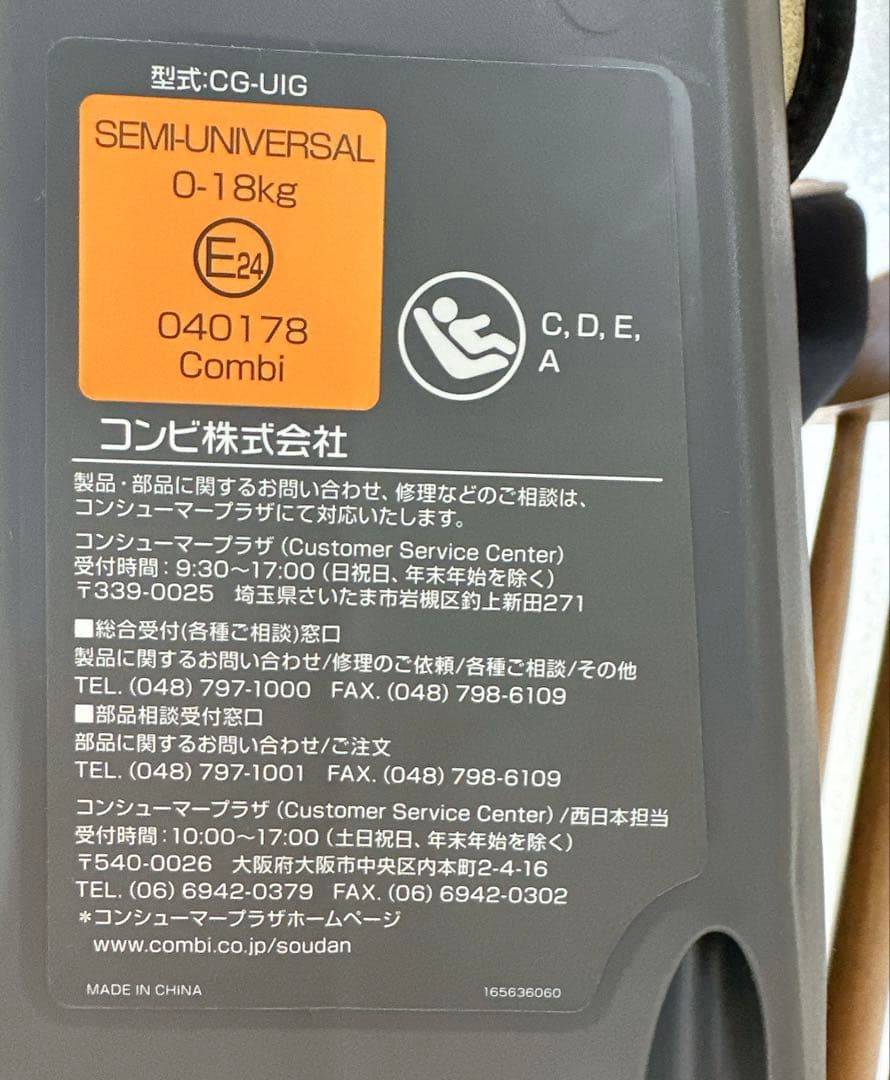 型式:CG-UIG
SEMI-UNIVERSAL
0-18kg
E24
040178
Combi
C, D, E,
A
コンビ株式会社
製品・部品に関するお問い合わせ、修理などのご相談は、
コンシューマープラザにて対応いたします。
コンシューマープラザ (Customer Service Center)
受付時間：9:30～17:00 (日祝日、年末年始を除く)
〒339-0025 埼玉県さいたま市岩槻区釣上新田271
■総合受付(各種ご相談)窓口
製品に関するお問い合わせ/修理のご依頼/各種ご相談/その他
TEL. (048) 797-1000 FAX. (048) 798-6109
■部品相談受付窓口
部品に関するお問い合わせ/ご注文
TEL. (048) 797-1001 FAX. (048) 798-6109
コンシューマープラザ (Customer Service Center) /西日本担当
受付時間：10:00～17:00 (土日祝日、年末年始を除く)
〒540-0026 大阪府大阪市中央区内本町2-4-16
TEL. (06) 6942-0379 FAX. (06) 6942-0302
*コンシューマープラザホームページ
www.combi.co.jp/soudan
MADE IN CHINA
165636060